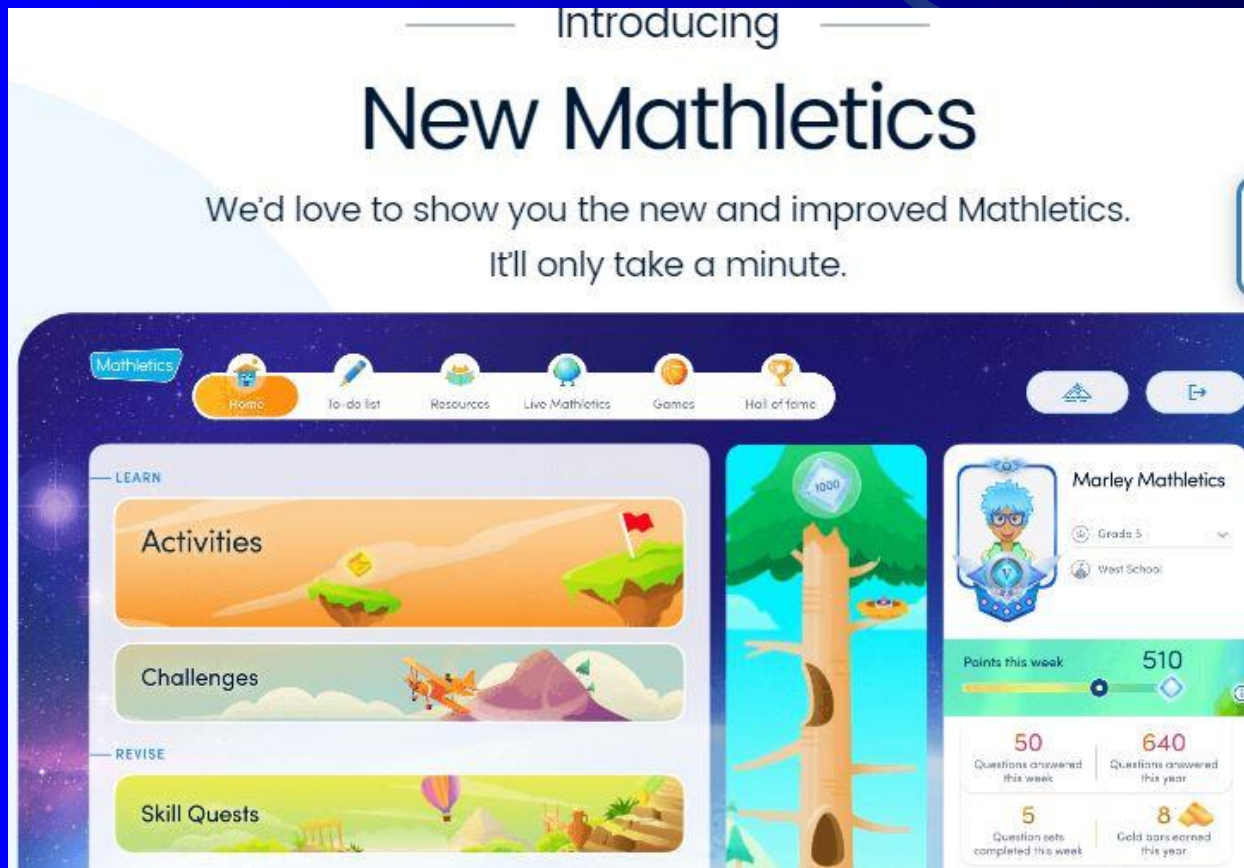 Introducing
New Mathletics
We'd love to show you the new and improved Mathletics.
It'll only take a minute.
Mathletics
Home
To-do list
Resources
Live Mathletics
Games
Hall of fame
LEARN
Activities
Challenges
REVISE
Skill Quests
1000
Marley Mathletics
Grade 5
West School
V
Points this week
510
50
Questions answered
this week
640
Questions answered
this year
5
Question sets
completed this week
8
Gold bars earned
this year